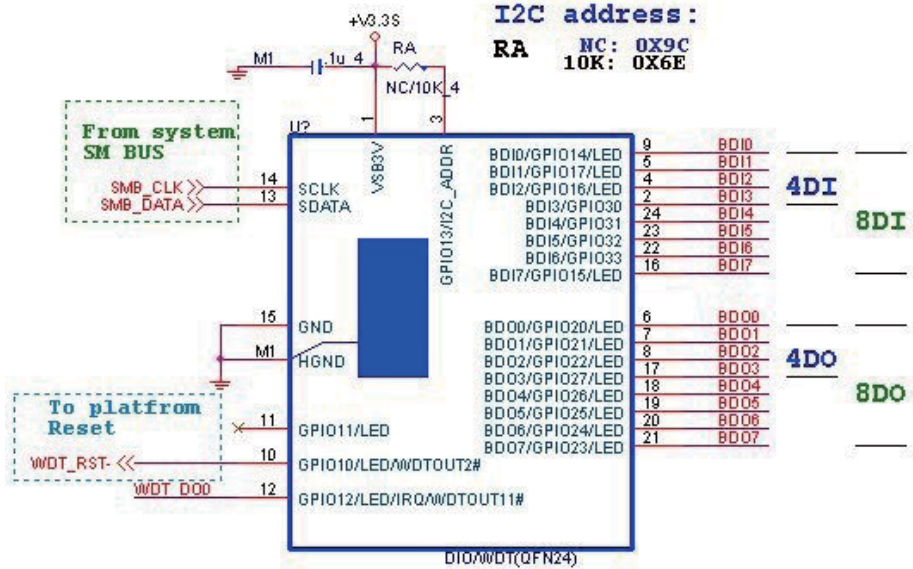 I2C address:
RA NC: 0X9C
10K: 0X6E
+V3.3S
M1 .1u_4 RA
NC/10K_4
From system
SM BUS
SMB_CLK
SMB_DATA
U?
1
3
VSB3V
GPIO13/I2C_ADDR
14 SCLK
13 SDATA
15 GND
M1 HGND
To platfrom
Reset
11 GPIO11/LED
WDT_RST- 10 GPIO10/LED/WDTOUT2#
WDT_DO0 12 GPIO12/LED/IRQ/WDTOUT11#
BDI0/GPIO14/LED 9 BDI0
BDI1/GPIO17/LED 5 BDI1
BDI2/GPIO16/LED 4 BDI2
BDI3/GPIO30 2 BDI3
BDI4/GPIO31 24 BDI4
BDI5/GPIO32 23 BDI5
BDI6/GPIO33 22 BDI6
BDI7/GPIO15/LED 16 BDI7
4DI
8DI
BDO0/GPIO20/LED 6 BDO0
BDO1/GPIO21/LED 7 BDO1
BDO2/GPIO22/LED 8 BDO2
BDO3/GPIO27/LED 17 BDO3
BDO4/GPIO26/LED 18 BDO4
BDO5/GPIO25/LED 19 BDO5
BDO6/GPIO24/LED 20 BDO6
BDO7/GPIO23/LED 21 BDO7
4DO
8DO
DIO/WDT(QFN24)